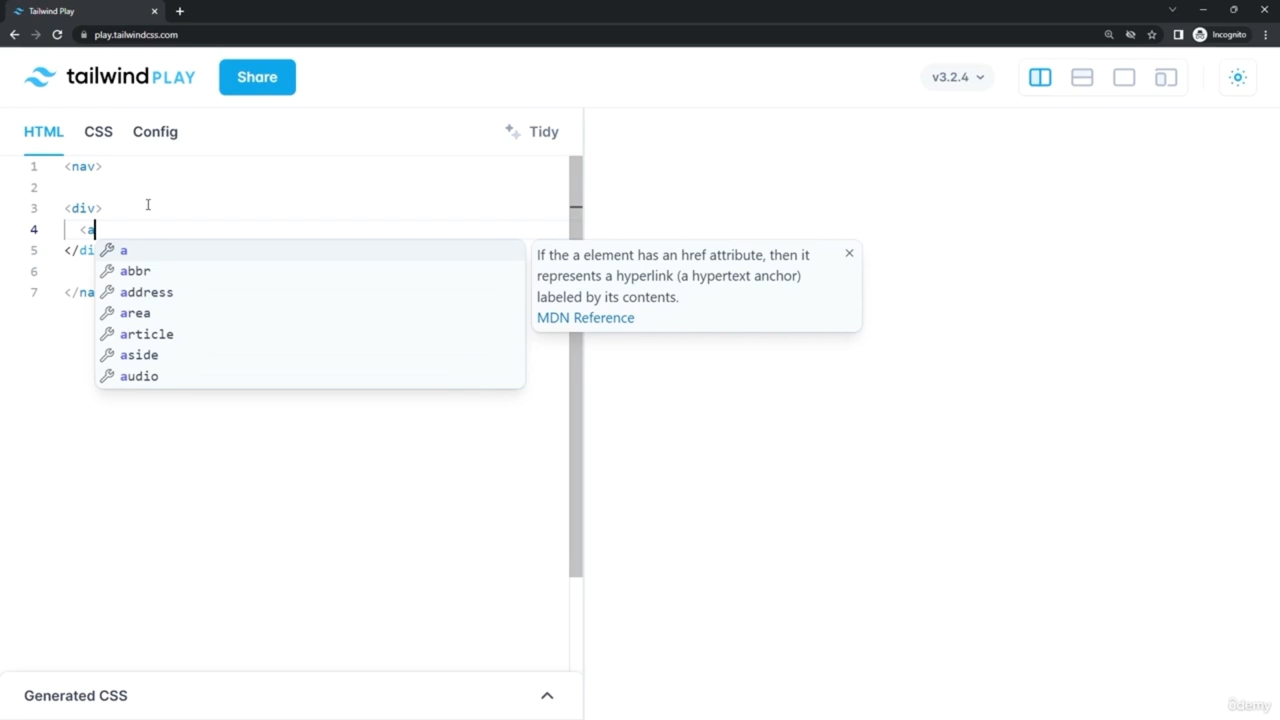 Tailwind Play
play.tailwindcss.com
Incognito
tailwind PLAY
Share
v3.2.4
HTML CSS Config
Tidy
1 <nav>
2
3 <div>
4 <a
5 </di
6
7 </na
a
abbr
address
area
article
aside
audio
If the a element has an href attribute, then it
represents a hyperlink (a hypertext anchor)
labeled by its contents.
MDN Reference
Generated CSS
ûdemy